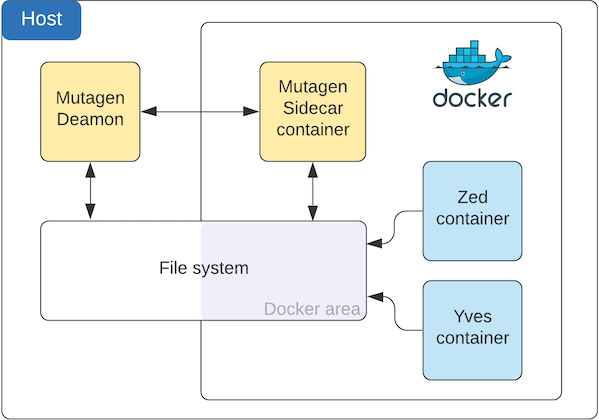 Host
Mutagen
Deamon
Mutagen
Sidecar
container
docker
Zed
container
File system
Docker area
Yves
container